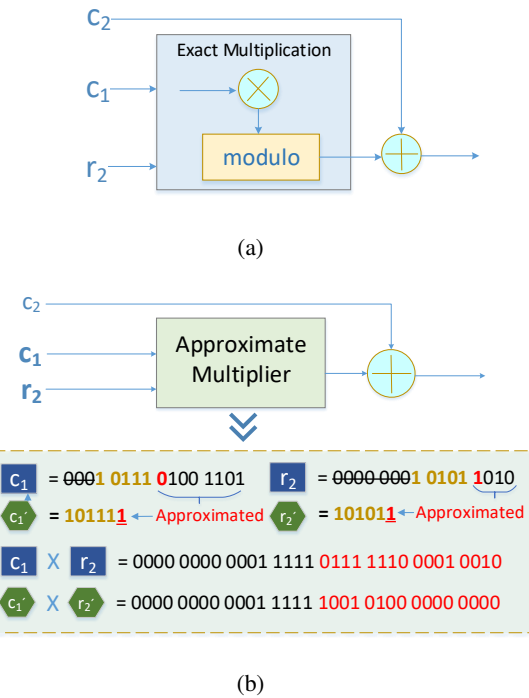 c₂
Exact Multiplication
c₁
modulo
r₂
(a)
c₂
c₁
r₂
Approximate
Multiplier
c₁ = 0001 0111 0100 1101 r₂ = 0000 0001 0101 1010
c₁′ = 101111 Approximated r₂′ = 101011 Approximated
c₁ X r₂ = 0000 0000 0001 1111 0111 1110 0001 0010
c₁′ X r₂′ = 0000 0000 0001 1111 1001 0100 0000 0000
(b)